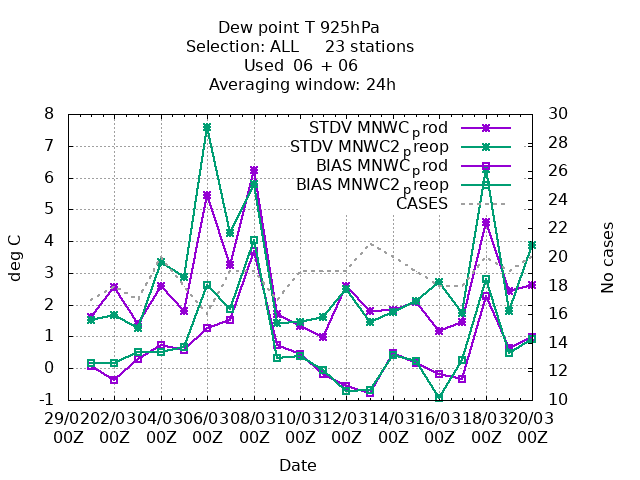 Dew point T 925hPa
Selection: ALL 23 stations
Used 06 + 06
Averaging window: 24h
8
7
6
5
4
3
2
1
0
-1
deg C
30
28
26
24
22
20
18
16
14
12
10
No cases
STDV MNWCprod
STDV MNWC2preop
BIAS MNWCprod
BIAS MNWC2preop
CASES
29/02 02/03 04/03 06/03 08/03 10/03 12/03 14/03 16/03 18/03 20/03
00Z 00Z 00Z 00Z 00Z 00Z 00Z 00Z 00Z 00Z 00Z
Date